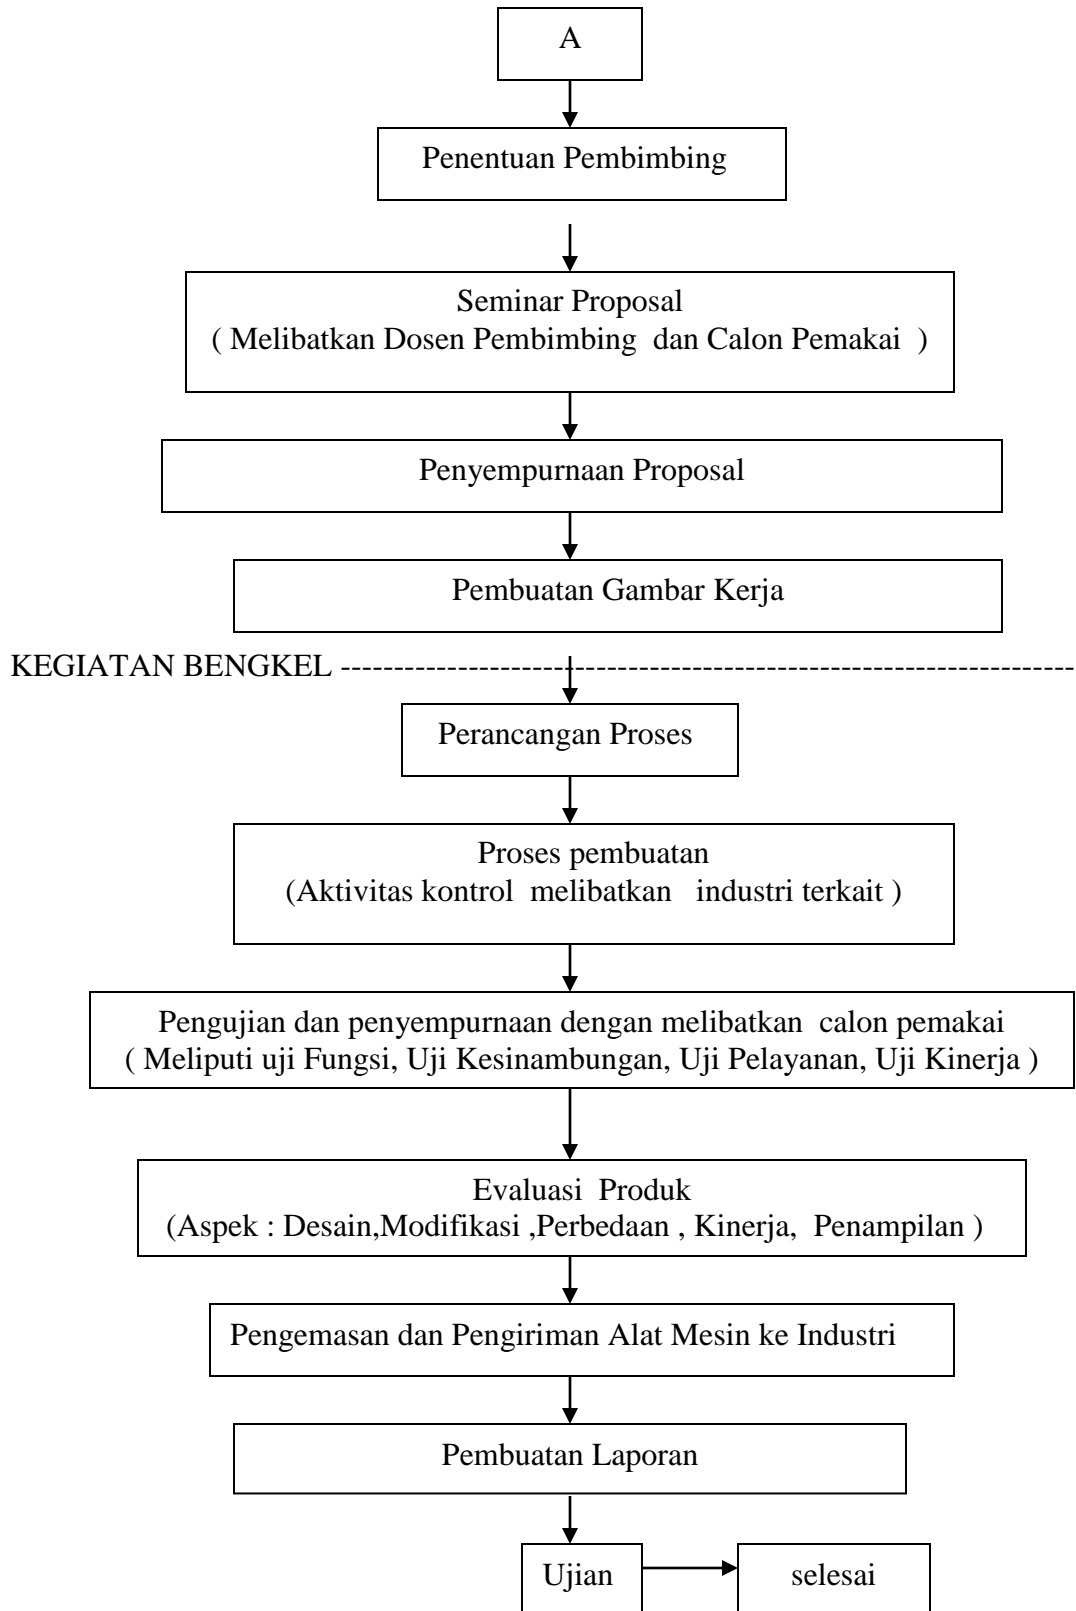 A
Penentuan Pembimbing
Seminar Proposal
( Melibatkan Dosen Pembimbing dan Calon Pemakai )
Penyempurnaan Proposal
Pembuatan Gambar Kerja
KEGIATAN BENGKEL ----------------------------------------------------------------------
Perancangan Proses
Proses pembuatan
(Aktivitas kontrol melibatkan industri terkait )
Pengujian dan penyempurnaan dengan melibatkan calon pemakai
( Meliputi uji Fungsi, Uji Kesinambungan, Uji Pelayanan, Uji Kinerja )
Evaluasi Produk
(Aspek : Desain,Modifikasi ,Perbedaan , Kinerja, Penampilan )
Pengemasan dan Pengiriman Alat Mesin ke Industri
Pembuatan Laporan
Ujian
selesai